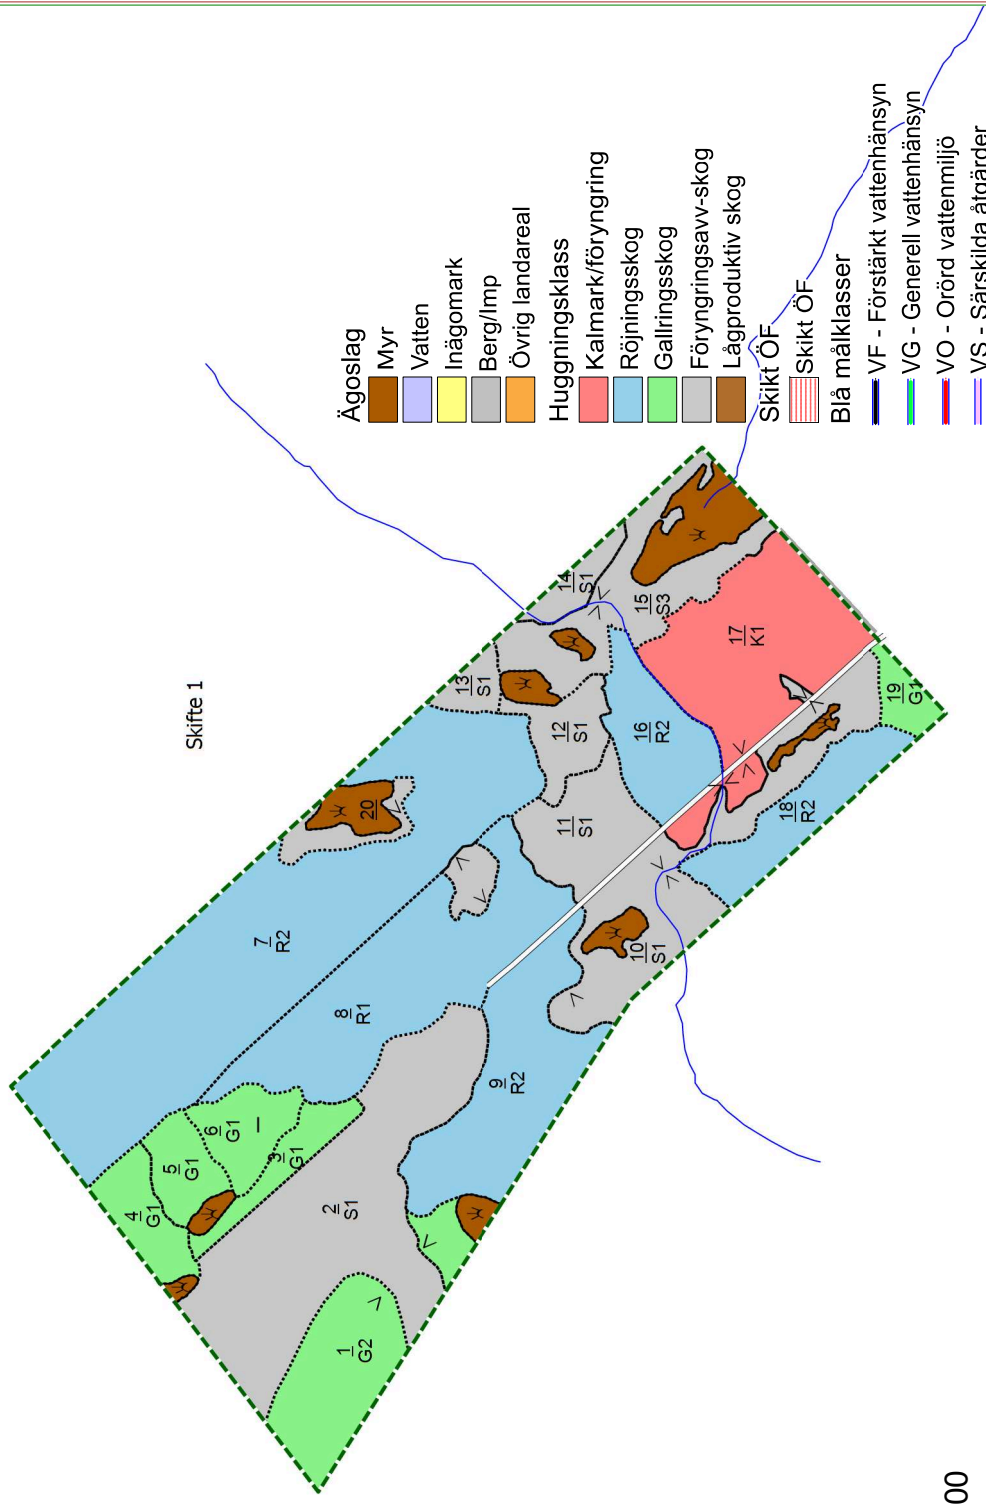 Skifte 1
Ägoslag
Myr
Vatten
Inägomark
Berg/Imp
Övrig landareal
Huggningsklass
Kalmark/föryngring
Röjningsskog
Gallringsskog
Föryngringsavv-skog
Lågproduktiv skog
Skikt ÖF
Skikt ÖF
Blå målklasser
VF - Förstärkt vattenhänsyn
VG - Generell vattenhänsyn
VO - Orörd vattenmiljö
VS - Särskilda åtgärder
1
G2
2
S1
3
G1
4
G1
5
G1
6
G1
7
R2
8
R1
9
R2
10
S1
11
S1
12
S1
13
S1
14
S1
15
S3
16
R2
17
K1
18
R2
19
G1
20
00